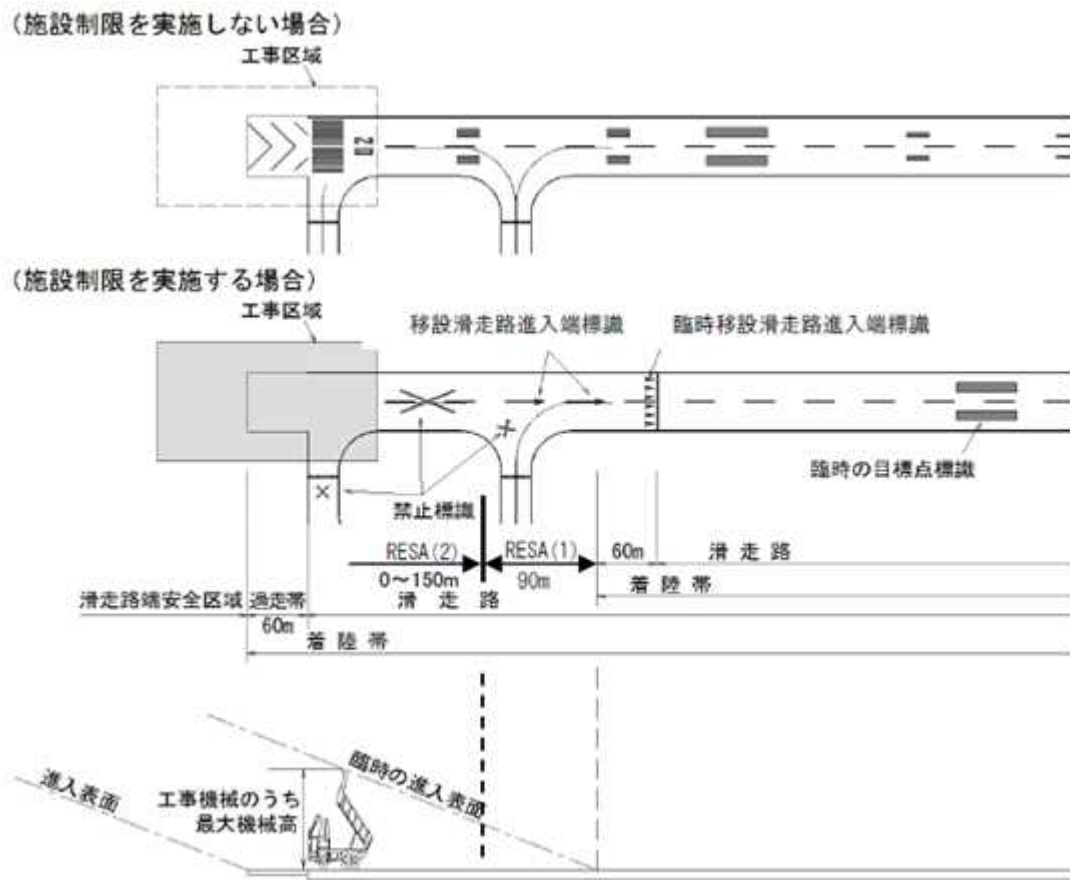 （施設制限を実施しない場合）
工事区域
20
（施設制限を実施する場合）
工事区域
移設滑走路進入端標識
臨時移設滑走路進入端標識
臨時の目標点標識
禁止標識
RESA(2)
RESA(1)
60m
滑走路
0～150m
90m
着陸帯
滑走路端安全区域
過走帯
滑走路
60m
着陸帯
進入表面
工事機械のうち
最大機械高
臨時の進入表面